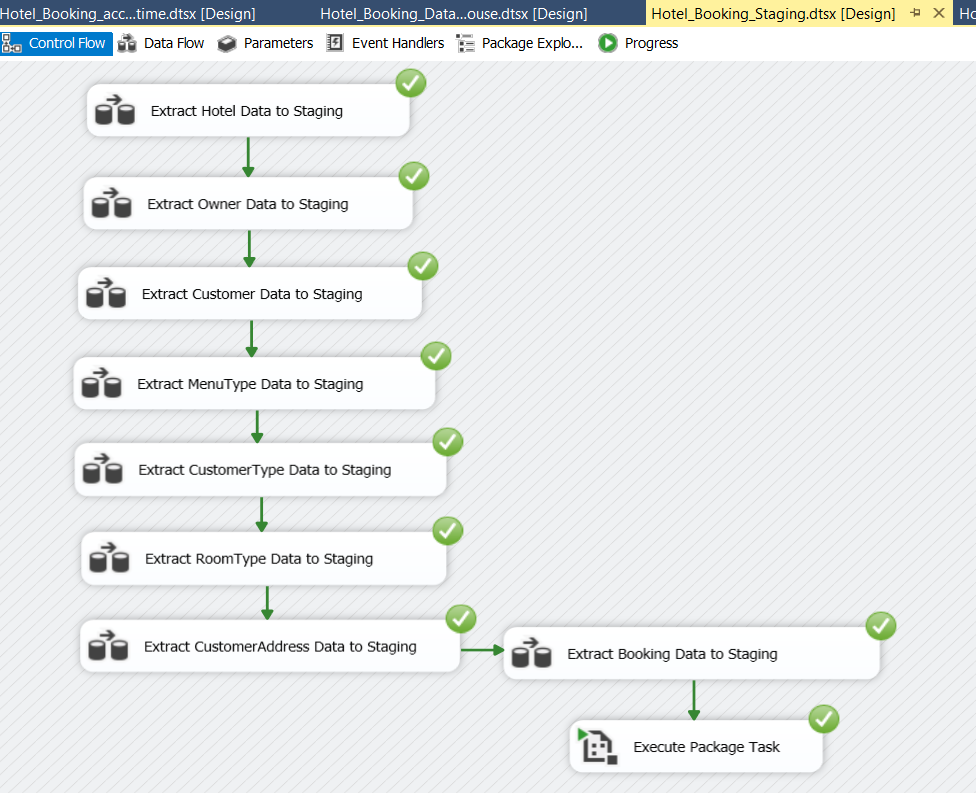 Hotel_Booking_acc...time.dtsx [Design] Hotel_Booking_Data...ouse.dtsx [Design] Hotel_Booking_Staging.dtsx [Design] Ho
Control Flow Data Flow Parameters Event Handlers Package Explo... Progress
Extract Hotel Data to Staging
Extract Owner Data to Staging
Extract Customer Data to Staging
Extract MenuType Data to Staging
Extract CustomerType Data to Staging
Extract RoomType Data to Staging
Extract CustomerAddress Data to Staging
Extract Booking Data to Staging
Execute Package Task